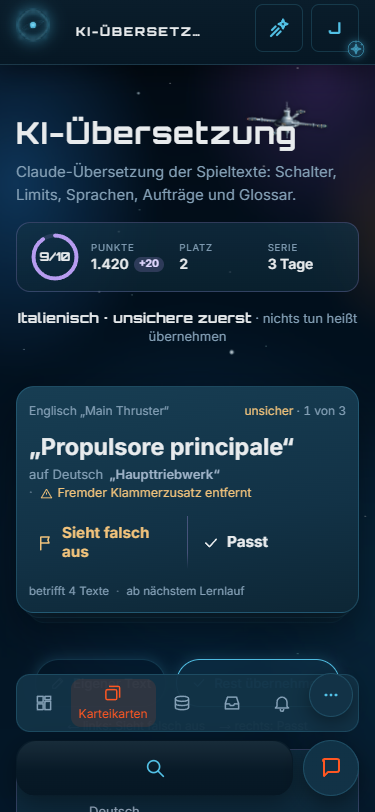 KI-ÜBERSETZ…
KI-Übersetzung
Claude-Übersetzung der Spieltexte: Schalter,
Limits, Sprachen, Aufträge und Glossar.
9/10
PUNKTE
1.420 +20
PLATZ
2
SERIE
3 Tage
Italienisch · unsichere zuerst · nichts tun heißt
übernehmen
Englisch „Main Thruster“
unsicher · 1 von 3
„Propulsore principale“
auf Deutsch „Haupttriebwerk“
· Fremder Klammerzusatz entfernt
Sieht falsch
aus
Passt
betrifft 4 Texte · ab nächstem Lernlauf
Karteikarten
Deutsch